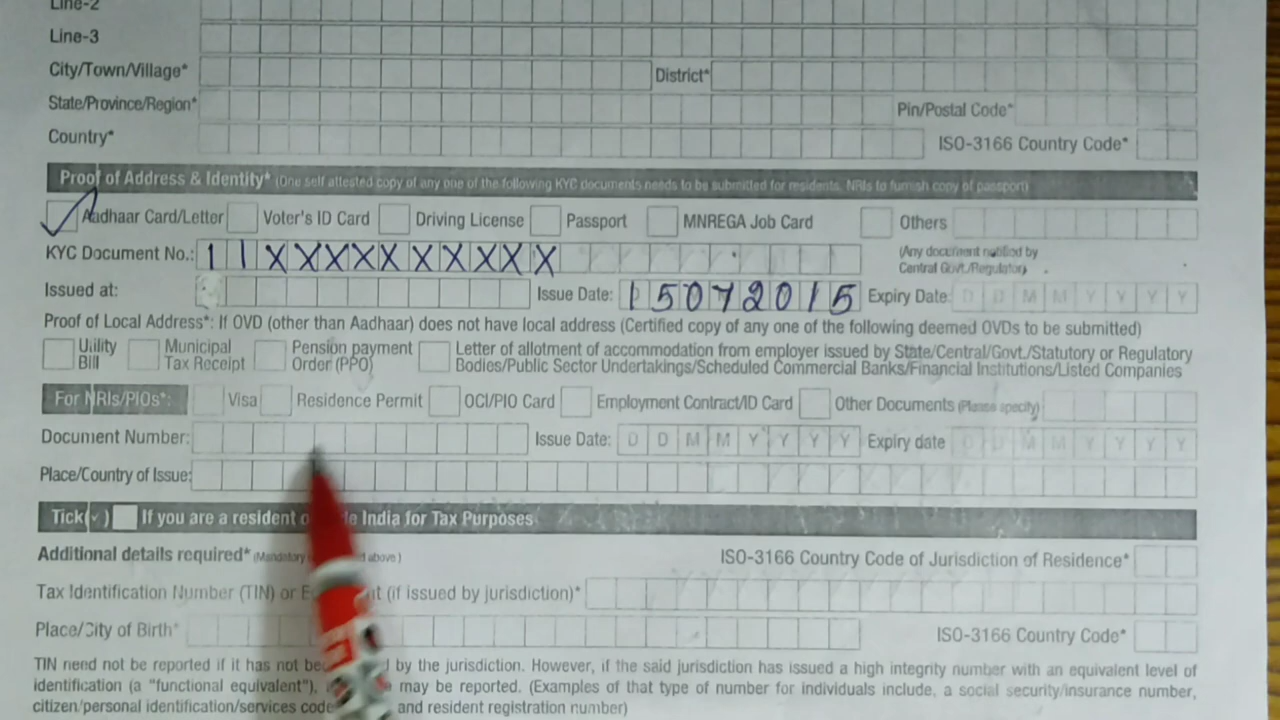 Line-2
Line-3
City/Town/Village* District*
State/Province/Region* Pin/Postal Code*
Country* ISO-3166 Country Code*
Proof of Address & Identity* (One self attested copy of any one of the following KYC documents needs to be submitted for residents. NRIs to furnish copy of passport)
Aadhaar Card/Letter Voter's ID Card Driving License Passport MNREGA Job Card Others
KYC Document No.: 1 1 X X X X X X X X X X (Any document notified by
Central Govt./Regulator)
Issued at: Issue Date: 1 5 0 7 2 0 1 5 Expiry Date: D D M M Y Y Y Y
Proof of Local Address*: If OVD (other than Aadhaar) does not have local address (Certified copy of any one of the following deemed OVDs to be submitted)
Utility Bill Municipal Tax Receipt Pension payment Order (PPO) Letter of allotment of accommodation from employer issued by State/Central/Govt./Statutory or Regulatory
Bodies/Public Sector Undertakings/Scheduled Commercial Banks/Financial Institutions/Listed Companies
For NRIs/PIOs*: Visa Residence Permit OCI/PIO Card Employment Contract/ID Card Other Documents (Please specify)
Document Number: Issue Date: D D M M Y Y Y Y Expiry date D D M M Y Y Y Y
Place/Country of Issue:
Tick(✓) If you are a resident India for Tax Purposes
Additional details required* (Mandatory above) ISO-3166 Country Code of Jurisdiction of Residence*
Tax Identification Number (TIN) or (if issued by jurisdiction)*
Place/City of Birth* ISO-3166 Country Code*
TIN need not be reported if it has not by the jurisdiction. However, if the said jurisdiction has issued a high integrity number with an equivalent level of
identification (a "functional equivalent"), may be reported. (Examples of that type of number for individuals include, a social security/insurance number,
citizen/personal identification/services code and resident registration number)